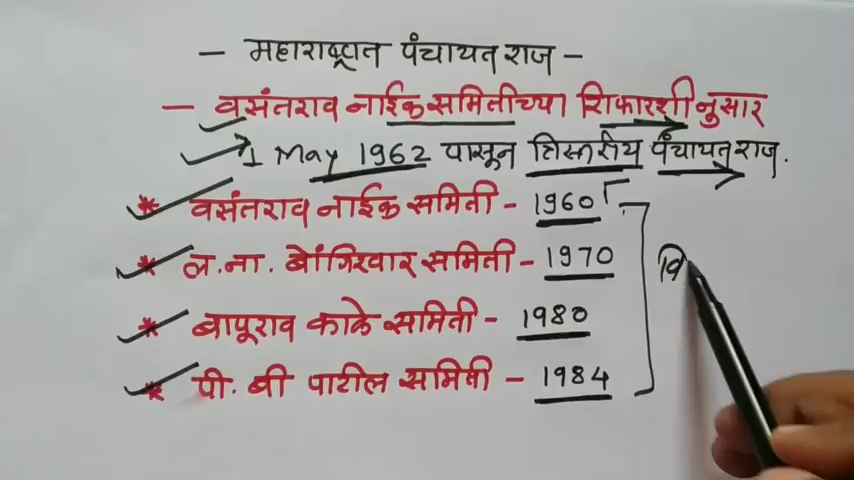 - महाराष्ट्रात पंचायत राज -
- वसंतराव नाईक समितीच्या शिफारशीनुसार
→ 1 May 1962 पासून त्रिस्तरीय पंचायत राज.
* वसंतराव नाईक समिती - 1960
* ल.ना. बोंगिरवार समिती - 1970
* बापूराव काळे समिती - 1980
* पी. बी पाटील समिती - 1984